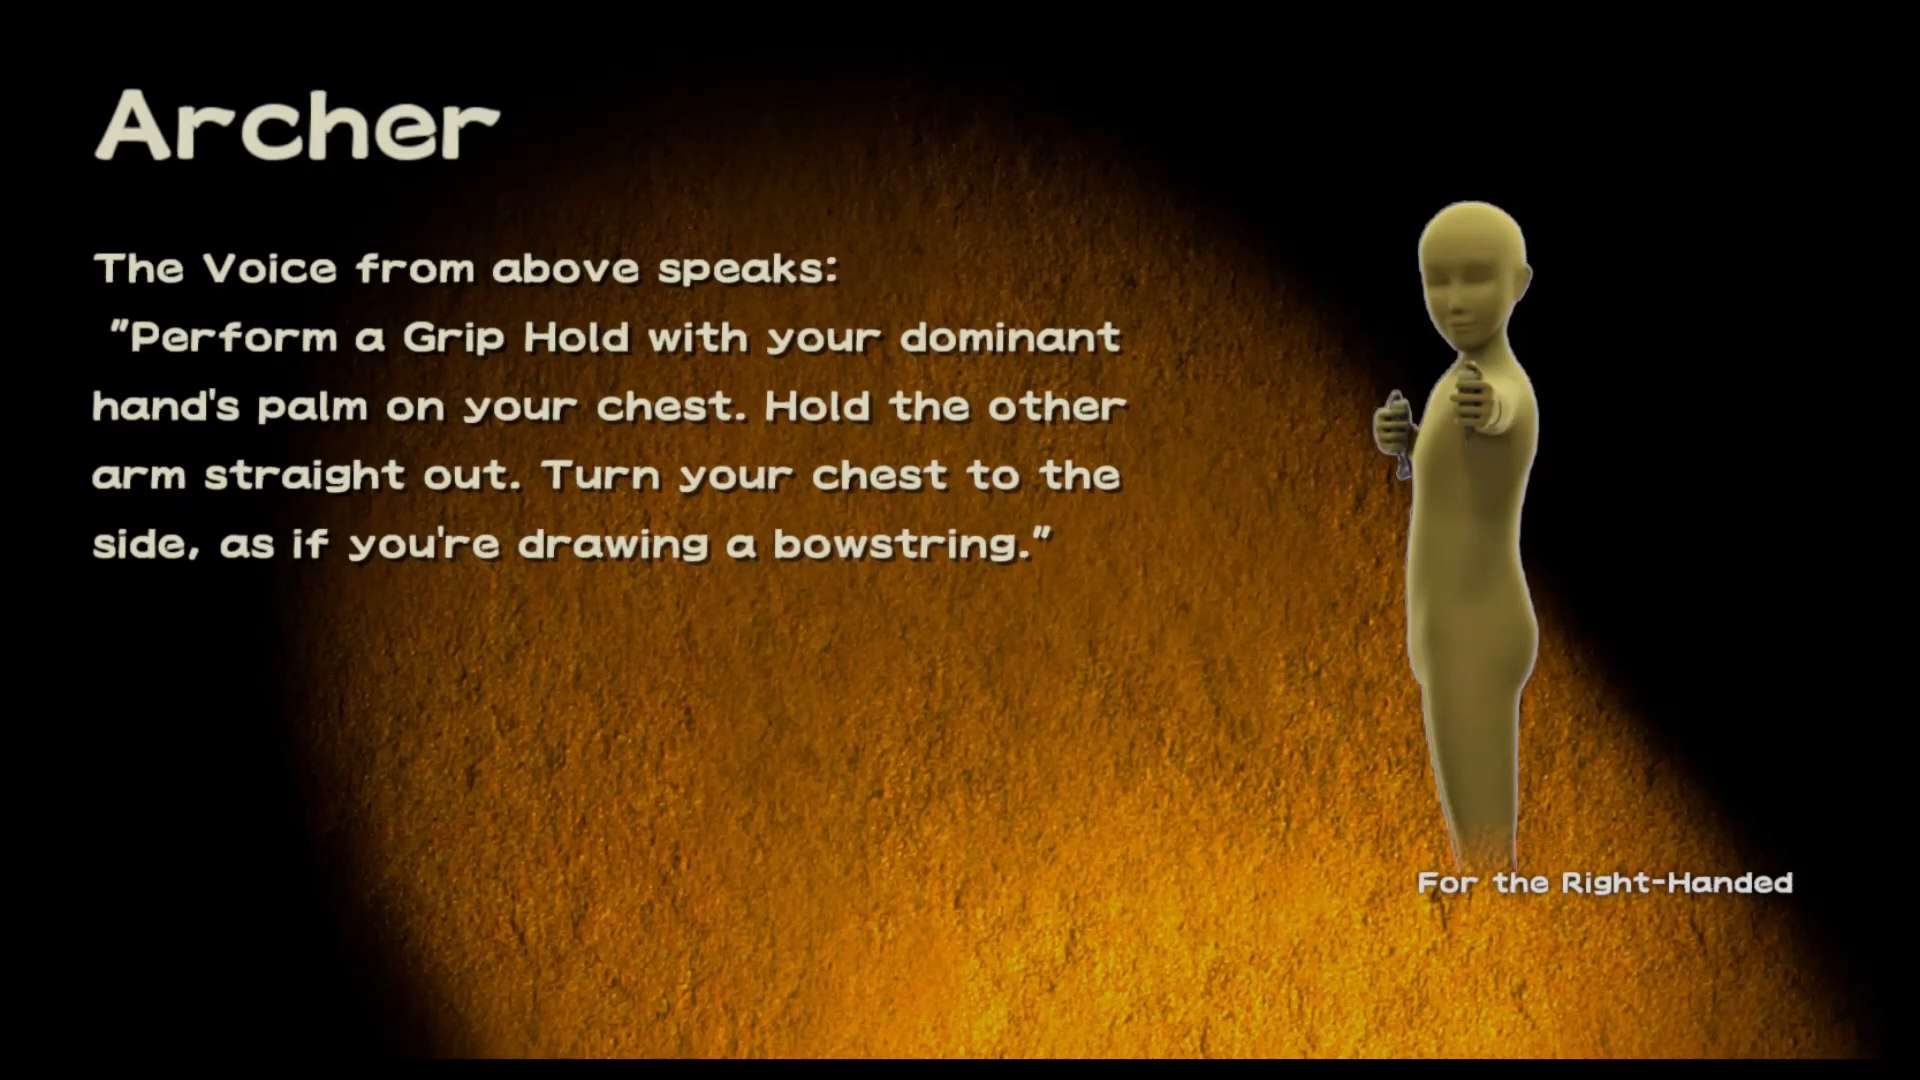 Archer
The Voice from above speaks:
"Perform a Grip Hold with your dominant
hand's palm on your chest. Hold the other
arm straight out. Turn your chest to the
side, as if you're drawing a bowstring."
For the Right-Handed